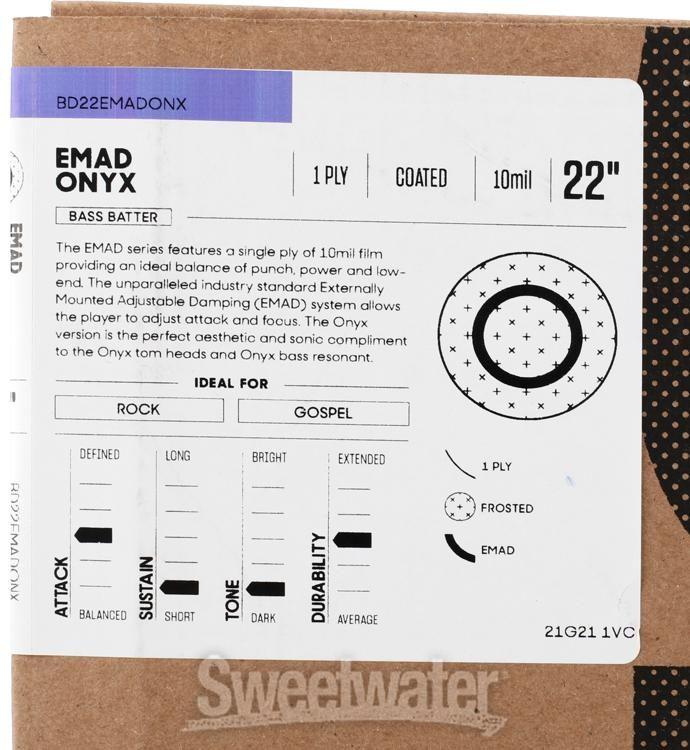 BD22EMADONX
EMAD
ONYX
1 PLY
COATED
10mil
22"
BASS BATTER
The EMAD series features a single ply of 10mil film
providing an ideal balance of punch, power and low-
end. The unparalleled industry standard Externally
Mounted Adjustable Damping (EMAD) system allows
the player to adjust attack and focus. The Onyx
version is the perfect aesthetic and sonic compliment
to the Onyx tom heads and Onyx bass resonant.
IDEAL FOR
ROCK
GOSPEL
ATTACK
DEFINED
BALANCED
SUSTAIN
LONG
SHORT
TONE
BRIGHT
DARK
DURABILITY
EXTENDED
AVERAGE
1 PLY
FROSTED
EMAD
21G21 1VC
EMAD
BD22EMADONX
Sweetwater